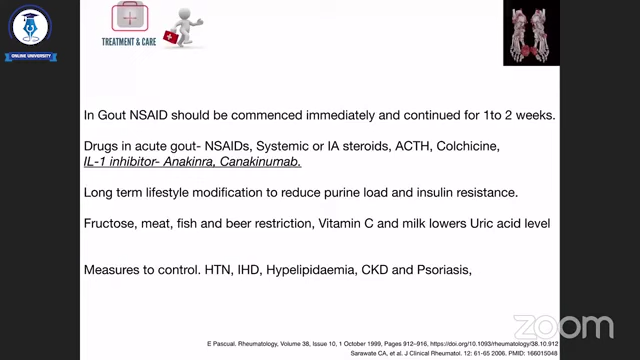 ONLINE UNIVERSITY
TREATMENT & CARE
In Gout NSAID should be commenced immediately and continued for 1to 2 weeks.
Drugs in acute gout- NSAIDs, Systemic or IA steroids, ACTH, Colchicine,
IL-1 inhibitor- Anakinra, Canakinumab.
Long term lifestyle modification to reduce purine load and insulin resistance.
Fructose, meat, fish and beer restriction, Vitamin C and milk lowers Uric acid level
Measures to control. HTN, IHD, Hypelipidaemia, CKD and Psoriasis,
zoom
E Pascual. Rheumatology, Volume 38, Issue 10, 1 October 1999, Pages 912–916, https://doi.org/10.1093/rheumatology/38.10.912
Sarawate CA, et al. J Clinical Rheumatol. 12: 61-65 2006. PMID: 16601504​8